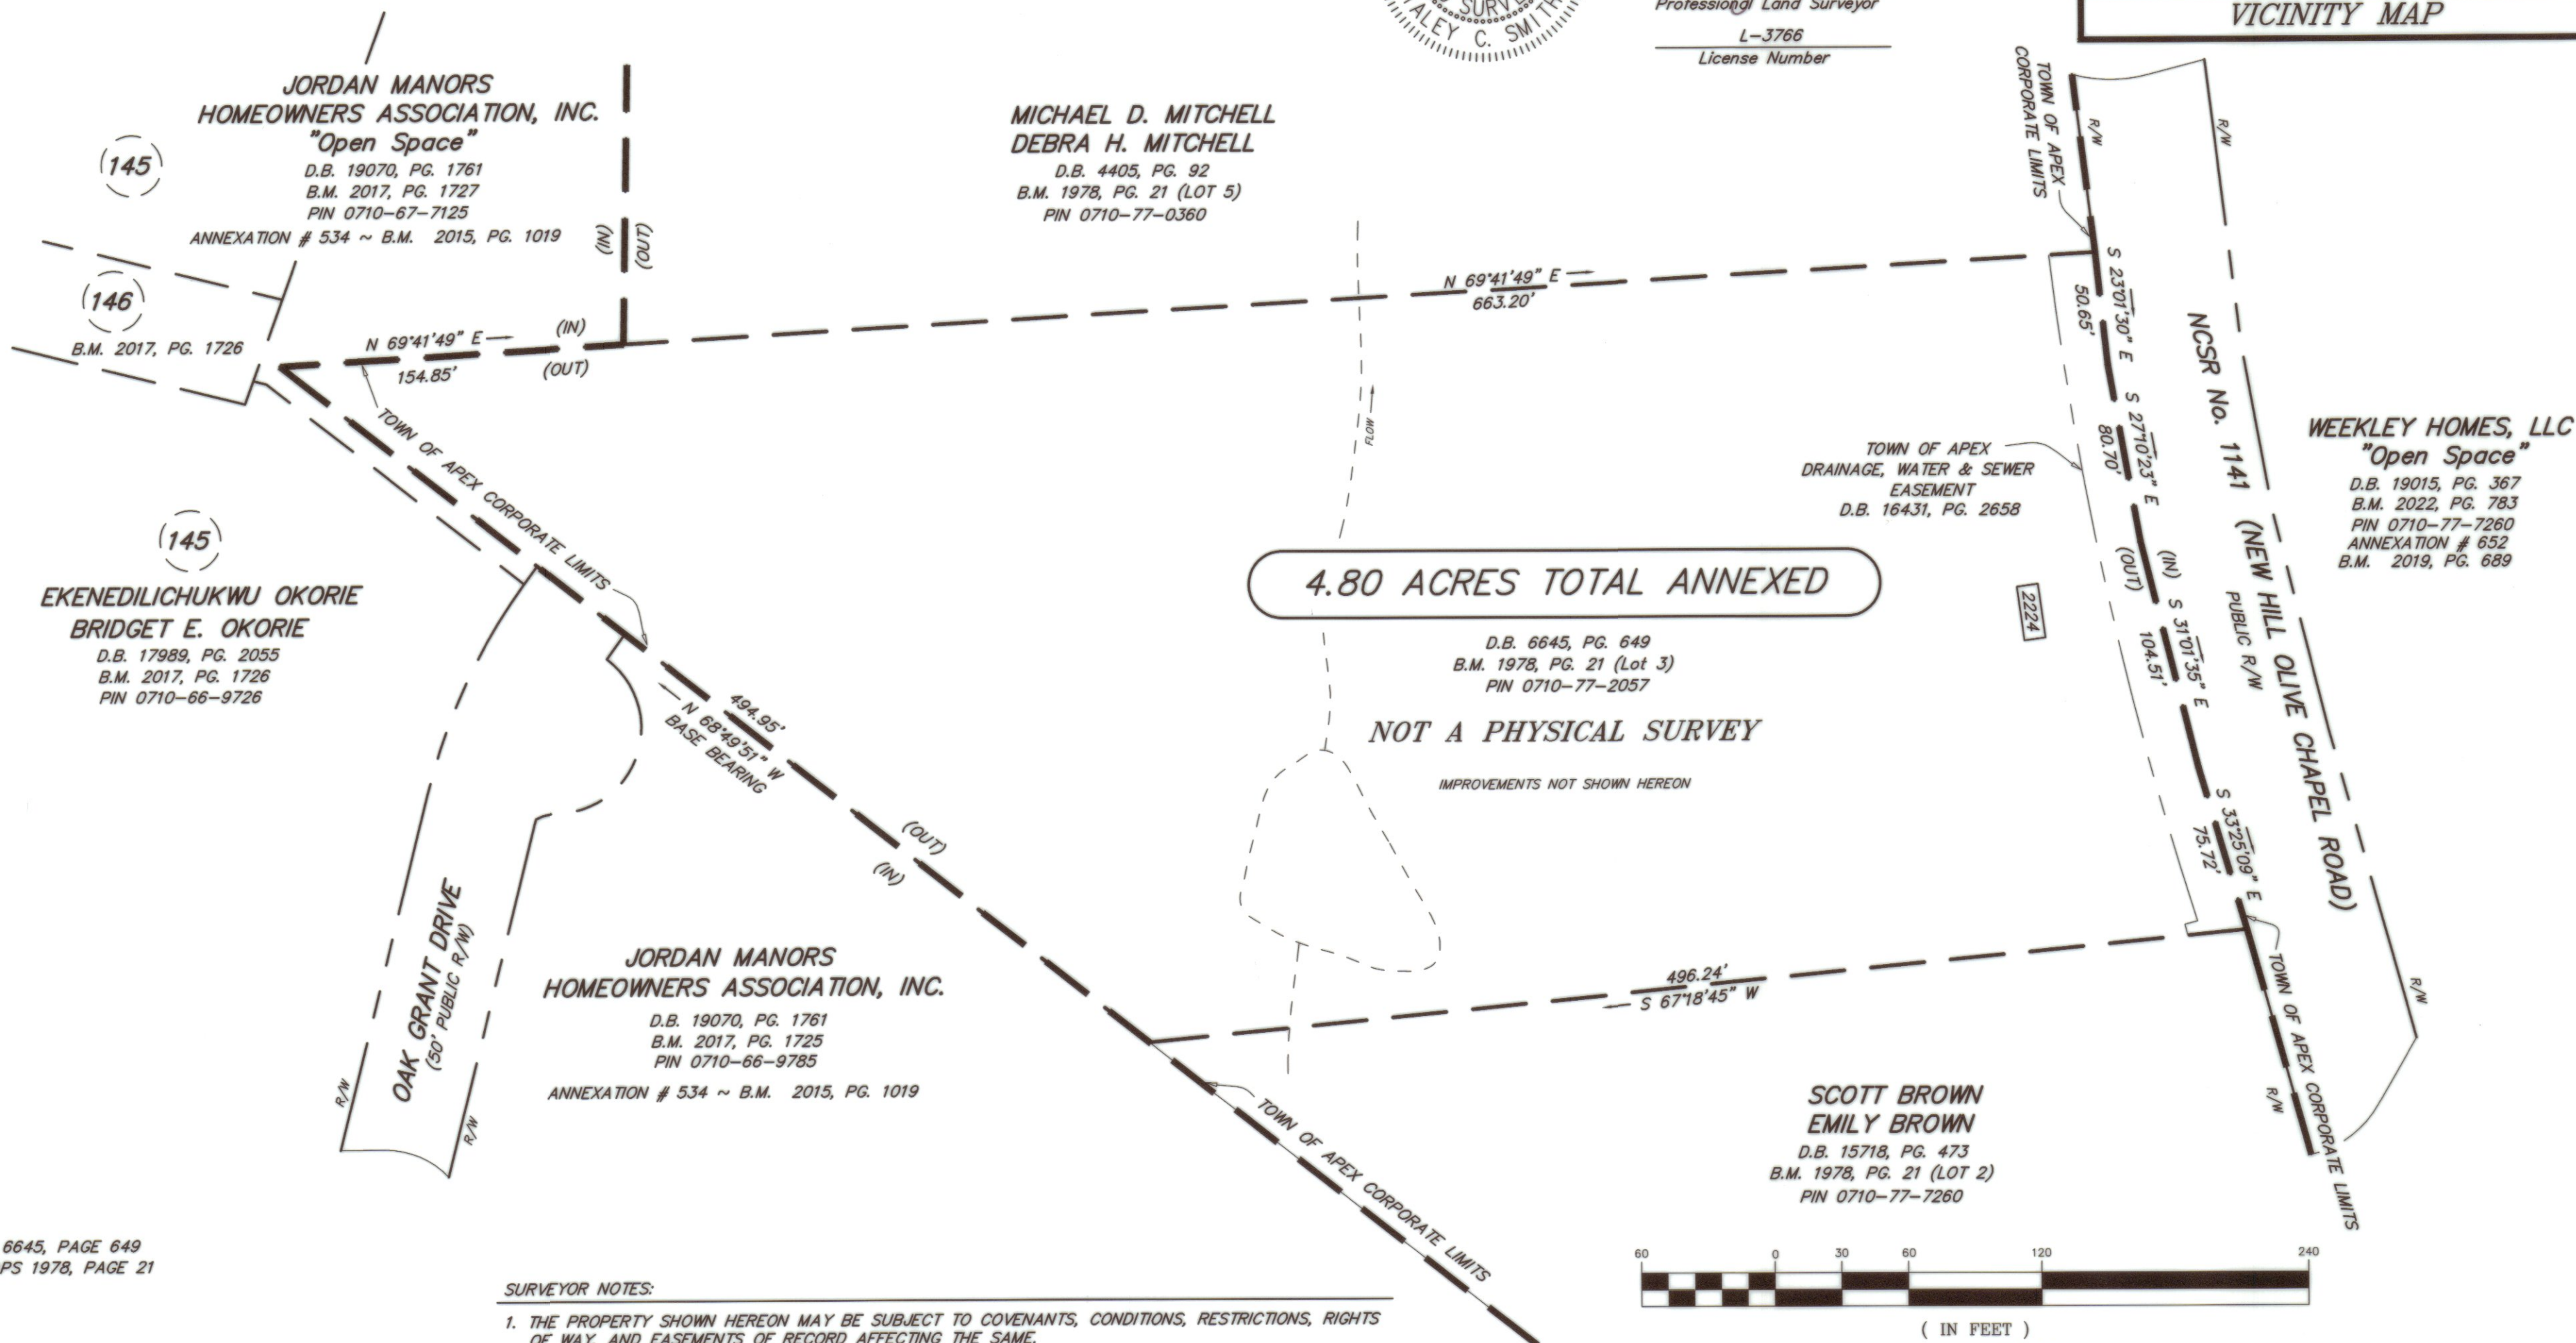 SURVE
ALEY C. SMITH
Professional Land Surveyor
L-3766
License Number
VICINITY MAP
JORDAN MANORS
HOMEOWNERS ASSOCIATION, INC.
"Open Space"
D.B. 19070, PG. 1761
B.M. 2017, PG. 1727
PIN 0710-67-7125
ANNEXATION # 534 ~ B.M. 2015, PG. 1019
145
146
B.M. 2017, PG. 1726
(IN)
(OUT)
MICHAEL D. MITCHELL
DEBRA H. MITCHELL
D.B. 4405, PG. 92
B.M. 1978, PG. 21 (LOT 5)
PIN 0710-77-0360
TOWN OF APEX
CORPORATE LIMITS
R/W
R/W
N 69°41'49" E
154.85'
(IN)
(OUT)
N 69°41'49" E
663.20'
S 23°01'30" E
50.65'
S 27°10'23" E
80.70'
(IN)
(OUT)
S 31°01'35" E
104.51'
S 33°25'09" E
75.72'
NCSR No. 1141 (NEW HILL OLIVE CHAPEL ROAD)
PUBLIC R/W
WEEKLEY HOMES, LLC
"Open Space"
D.B. 19015, PG. 367
B.M. 2022, PG. 783
PIN 0710-77-7260
ANNEXATION # 652
B.M. 2019, PG. 689
TOWN OF APEX CORPORATE LIMITS
FLOW
TOWN OF APEX
DRAINAGE, WATER & SEWER
EASEMENT
D.B. 16431, PG. 2658
2224
145
EKENEDILICHUKWU OKORIE
BRIDGET E. OKORIE
D.B. 17989, PG. 2055
B.M. 2017, PG. 1726
PIN 0710-66-9726
4.80 ACRES TOTAL ANNEXED
D.B. 6645, PG. 649
B.M. 1978, PG. 21 (Lot 3)
PIN 0710-77-2057
NOT A PHYSICAL SURVEY
IMPROVEMENTS NOT SHOWN HEREON
494.95'
N 68°49'51" W
BASE BEARING
(OUT)
(IN)
OAK GRANT DRIVE
(50' PUBLIC R/W)
R/W
R/W
JORDAN MANORS
HOMEOWNERS ASSOCIATION, INC.
D.B. 19070, PG. 1761
B.M. 2017, PG. 1725
PIN 0710-66-9785
ANNEXATION # 534 ~ B.M. 2015, PG. 1019
496.24'
S 67°18'45" W
TOWN OF APEX CORPORATE LIMITS
R/W
R/W
TOWN OF APEX CORPORATE LIMITS
SCOTT BROWN
EMILY BROWN
D.B. 15718, PG. 473
B.M. 1978, PG. 21 (LOT 2)
PIN 0710-77-7260
6645, PAGE 649
PS 1978, PAGE 21
60 0 30 60 120 240
( IN FEET )
SURVEYOR NOTES:
1. THE PROPERTY SHOWN HEREON MAY BE SUBJECT TO COVENANTS, CONDITIONS, RESTRICTIONS, RIGHTS
OF WAY, AND EASEMENTS OF RECORD AFFECTING THE SAME.